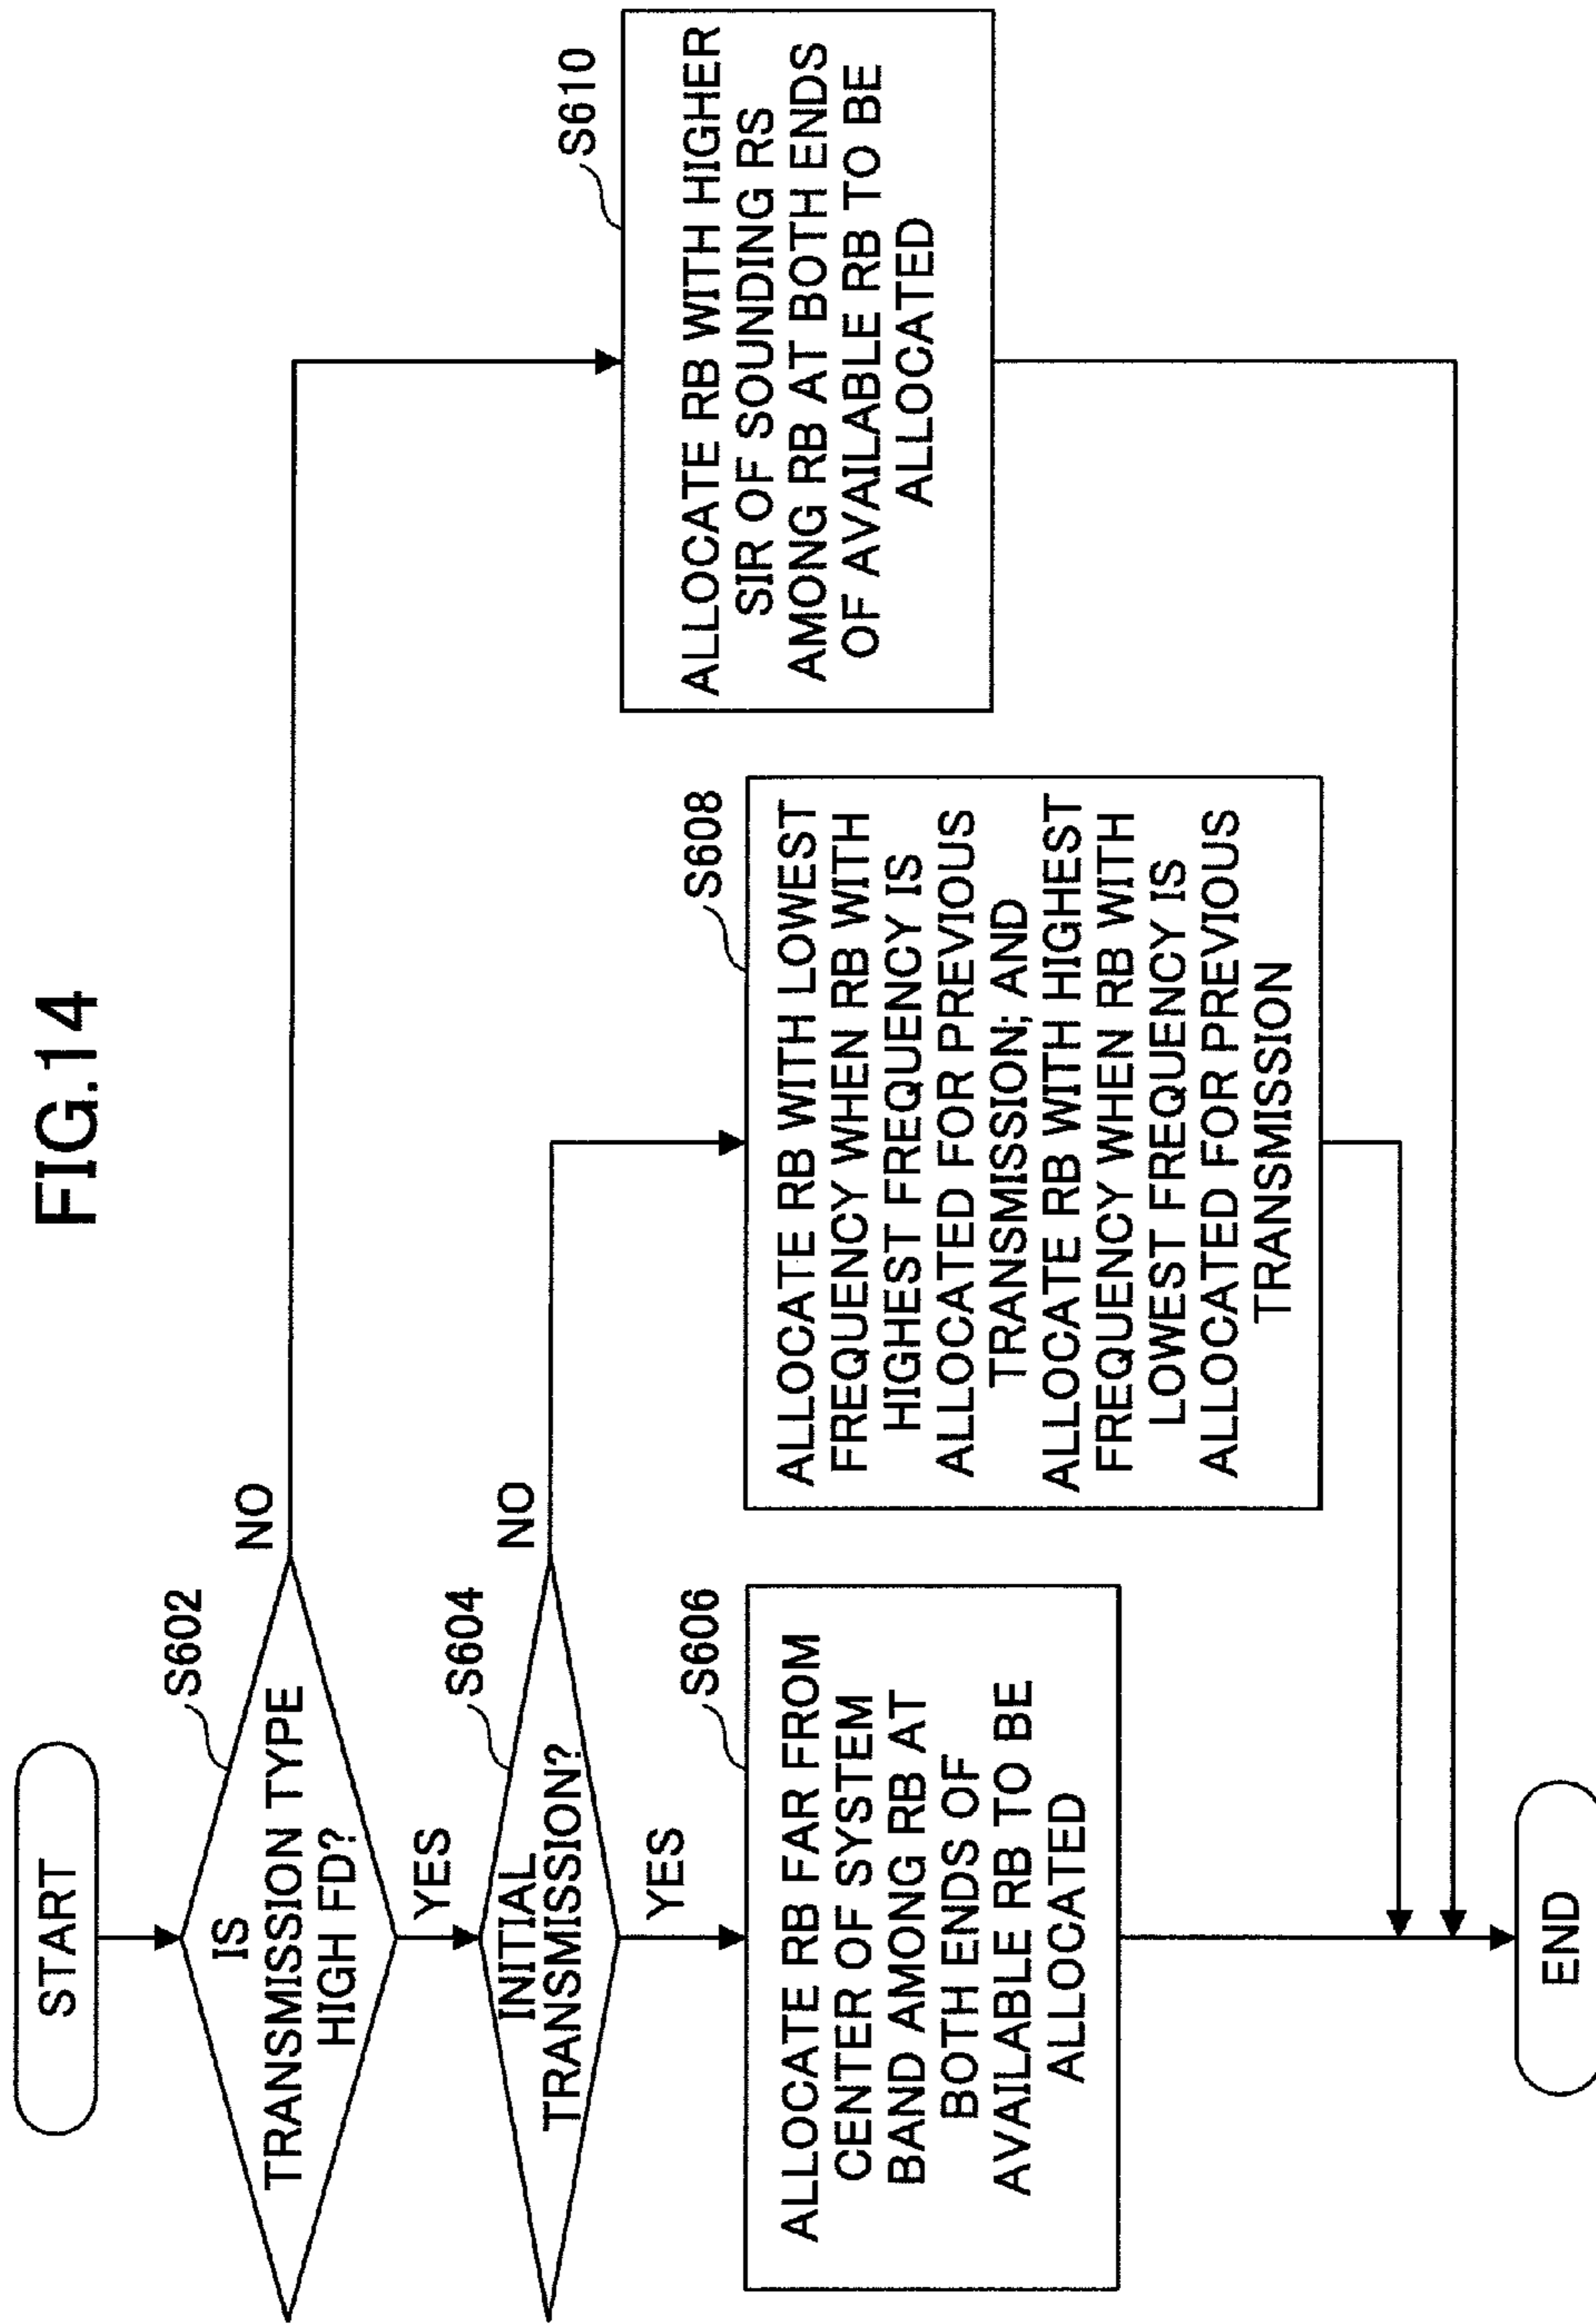 FIG.14
START
S602
IS
TRANSMISSION TYPE
HIGH FD?
NO
YES
S604
INITIAL
TRANSMISSION?
NO
YES
S606
ALLOCATE RB FAR FROM
CENTER OF SYSTEM
BAND AMONG RB AT
BOTH ENDS OF
AVAILABLE RB TO BE
ALLOCATED
S608
ALLOCATE RB WITH LOWEST
FREQUENCY WHEN RB WITH
HIGHEST FREQUENCY IS
ALLOCATED FOR PREVIOUS
TRANSMISSION; AND
ALLOCATE RB WITH HIGHEST
FREQUENCY WHEN RB WITH
LOWEST FREQUENCY IS
ALLOCATED FOR PREVIOUS
TRANSMISSION
S610
ALLOCATE RB WITH HIGHER
SIR OF SOUNDING RS
AMONG RB AT BOTH ENDS
OF AVAILABLE RB TO BE
ALLOCATED
END